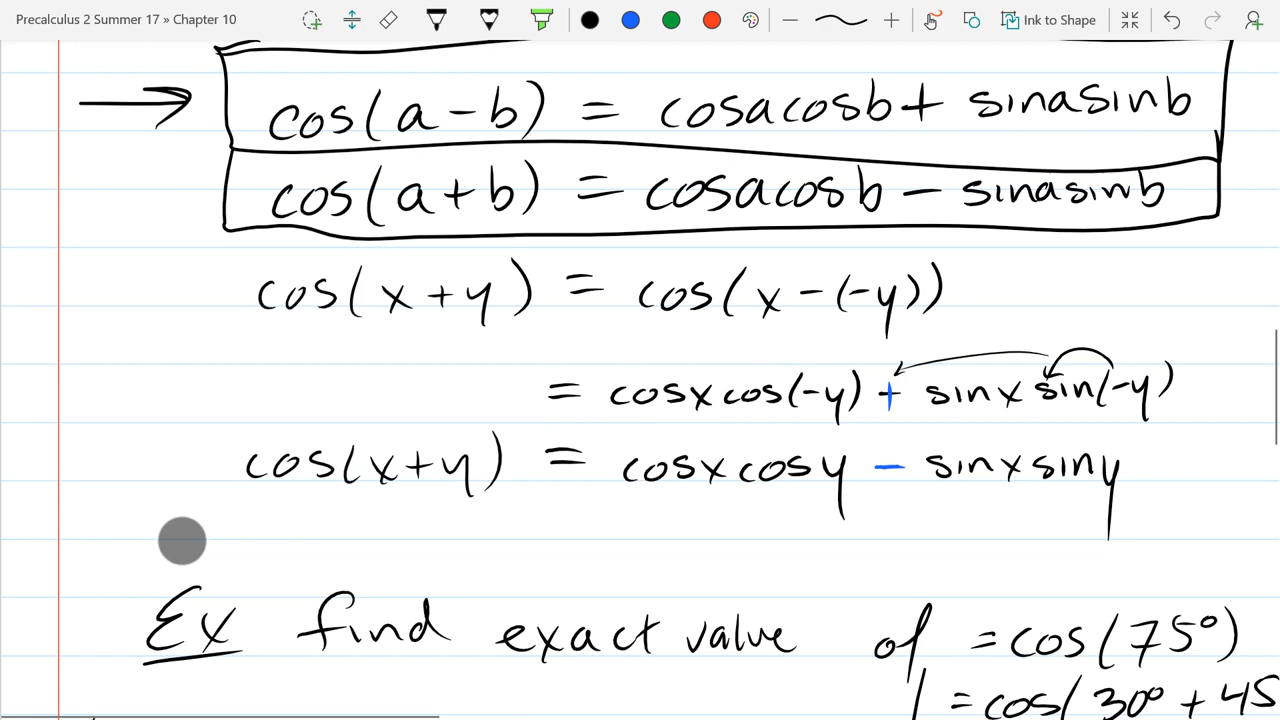 Precalculus 2 Summer 17 » Chapter 10
Ink to Shape
cos(a - b) = cosacosb + sinasinb
cos(a + b) = cosacosb - sinasinb
cos(x + y) = cos(x - (-y))
= cosxcos(-y) + sinxsin(-y)
cos(x + y) = cosxcosy - sinxsiny
Ex find exact value of = cos(75°)
= cos(30° + 45